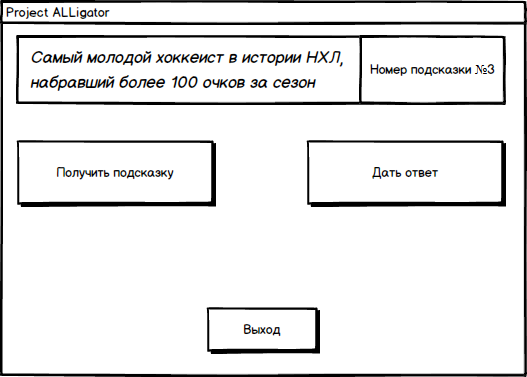 Project ALLigator
Самый молодой хоккеист в истории НХЛ,
набравший более 100 очков за сезон
Номер подсказки №3
Получить подсказку
Дать ответ
Выход